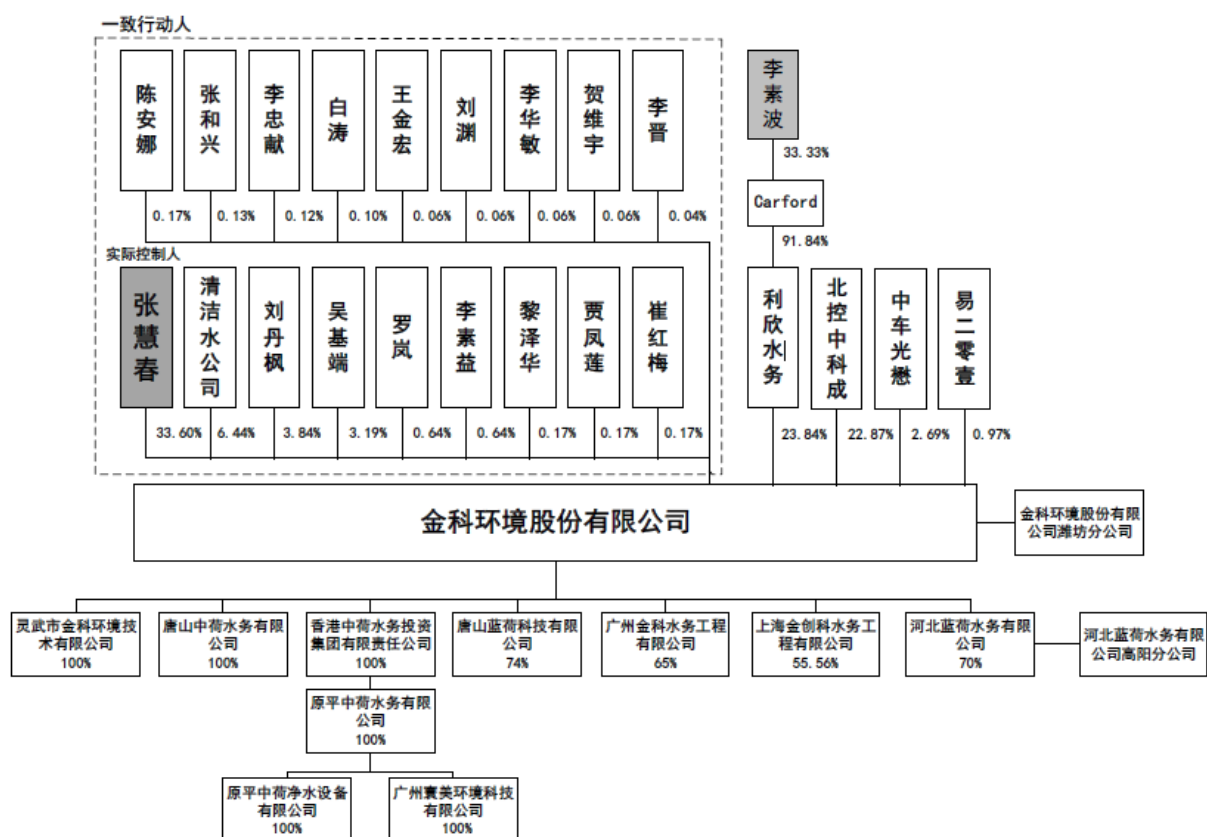 一致行动人
陈安娜
张和兴
李忠献
白涛
王金宏
刘渊
李华敏
贺维宇
李晋
李素波
33.33%
Carford
0.17%
0.13%
0.12%
0.10%
0.06%
0.06%
0.06%
0.06%
0.04%
91.84%
实际控制人
张慧春
清洁水公司
刘丹枫
吴基端
罗岚
李素益
黎泽华
贾凤莲
崔红梅
利欣水务
北控中科成
中车光懋
易二零壹
33.60%
6.44%
3.84%
3.19%
0.64%
0.64%
0.17%
0.17%
0.17%
23.84%
22.87%
2.69%
0.97%
金科环境股份有限公司
金科环境股份有限
公司潍坊分公司
灵武市金科环境技
术有限公司
100%
唐山中荷水务有限
公司
100%
香港中荷水务投资
集团有限责任公司
100%
唐山蓝荷科技有限
公司
74%
广州金科水务工程
有限公司
65%
上海金创科水务工
程有限公司
55.56%
河北蓝荷水务有限
公司
70%
河北蓝荷水务有限
公司高阳分公司
原平中荷水务有限
公司
100%
原平中荷净水设备
有限公司
100%
广州寰美环境科技
有限公司
100%